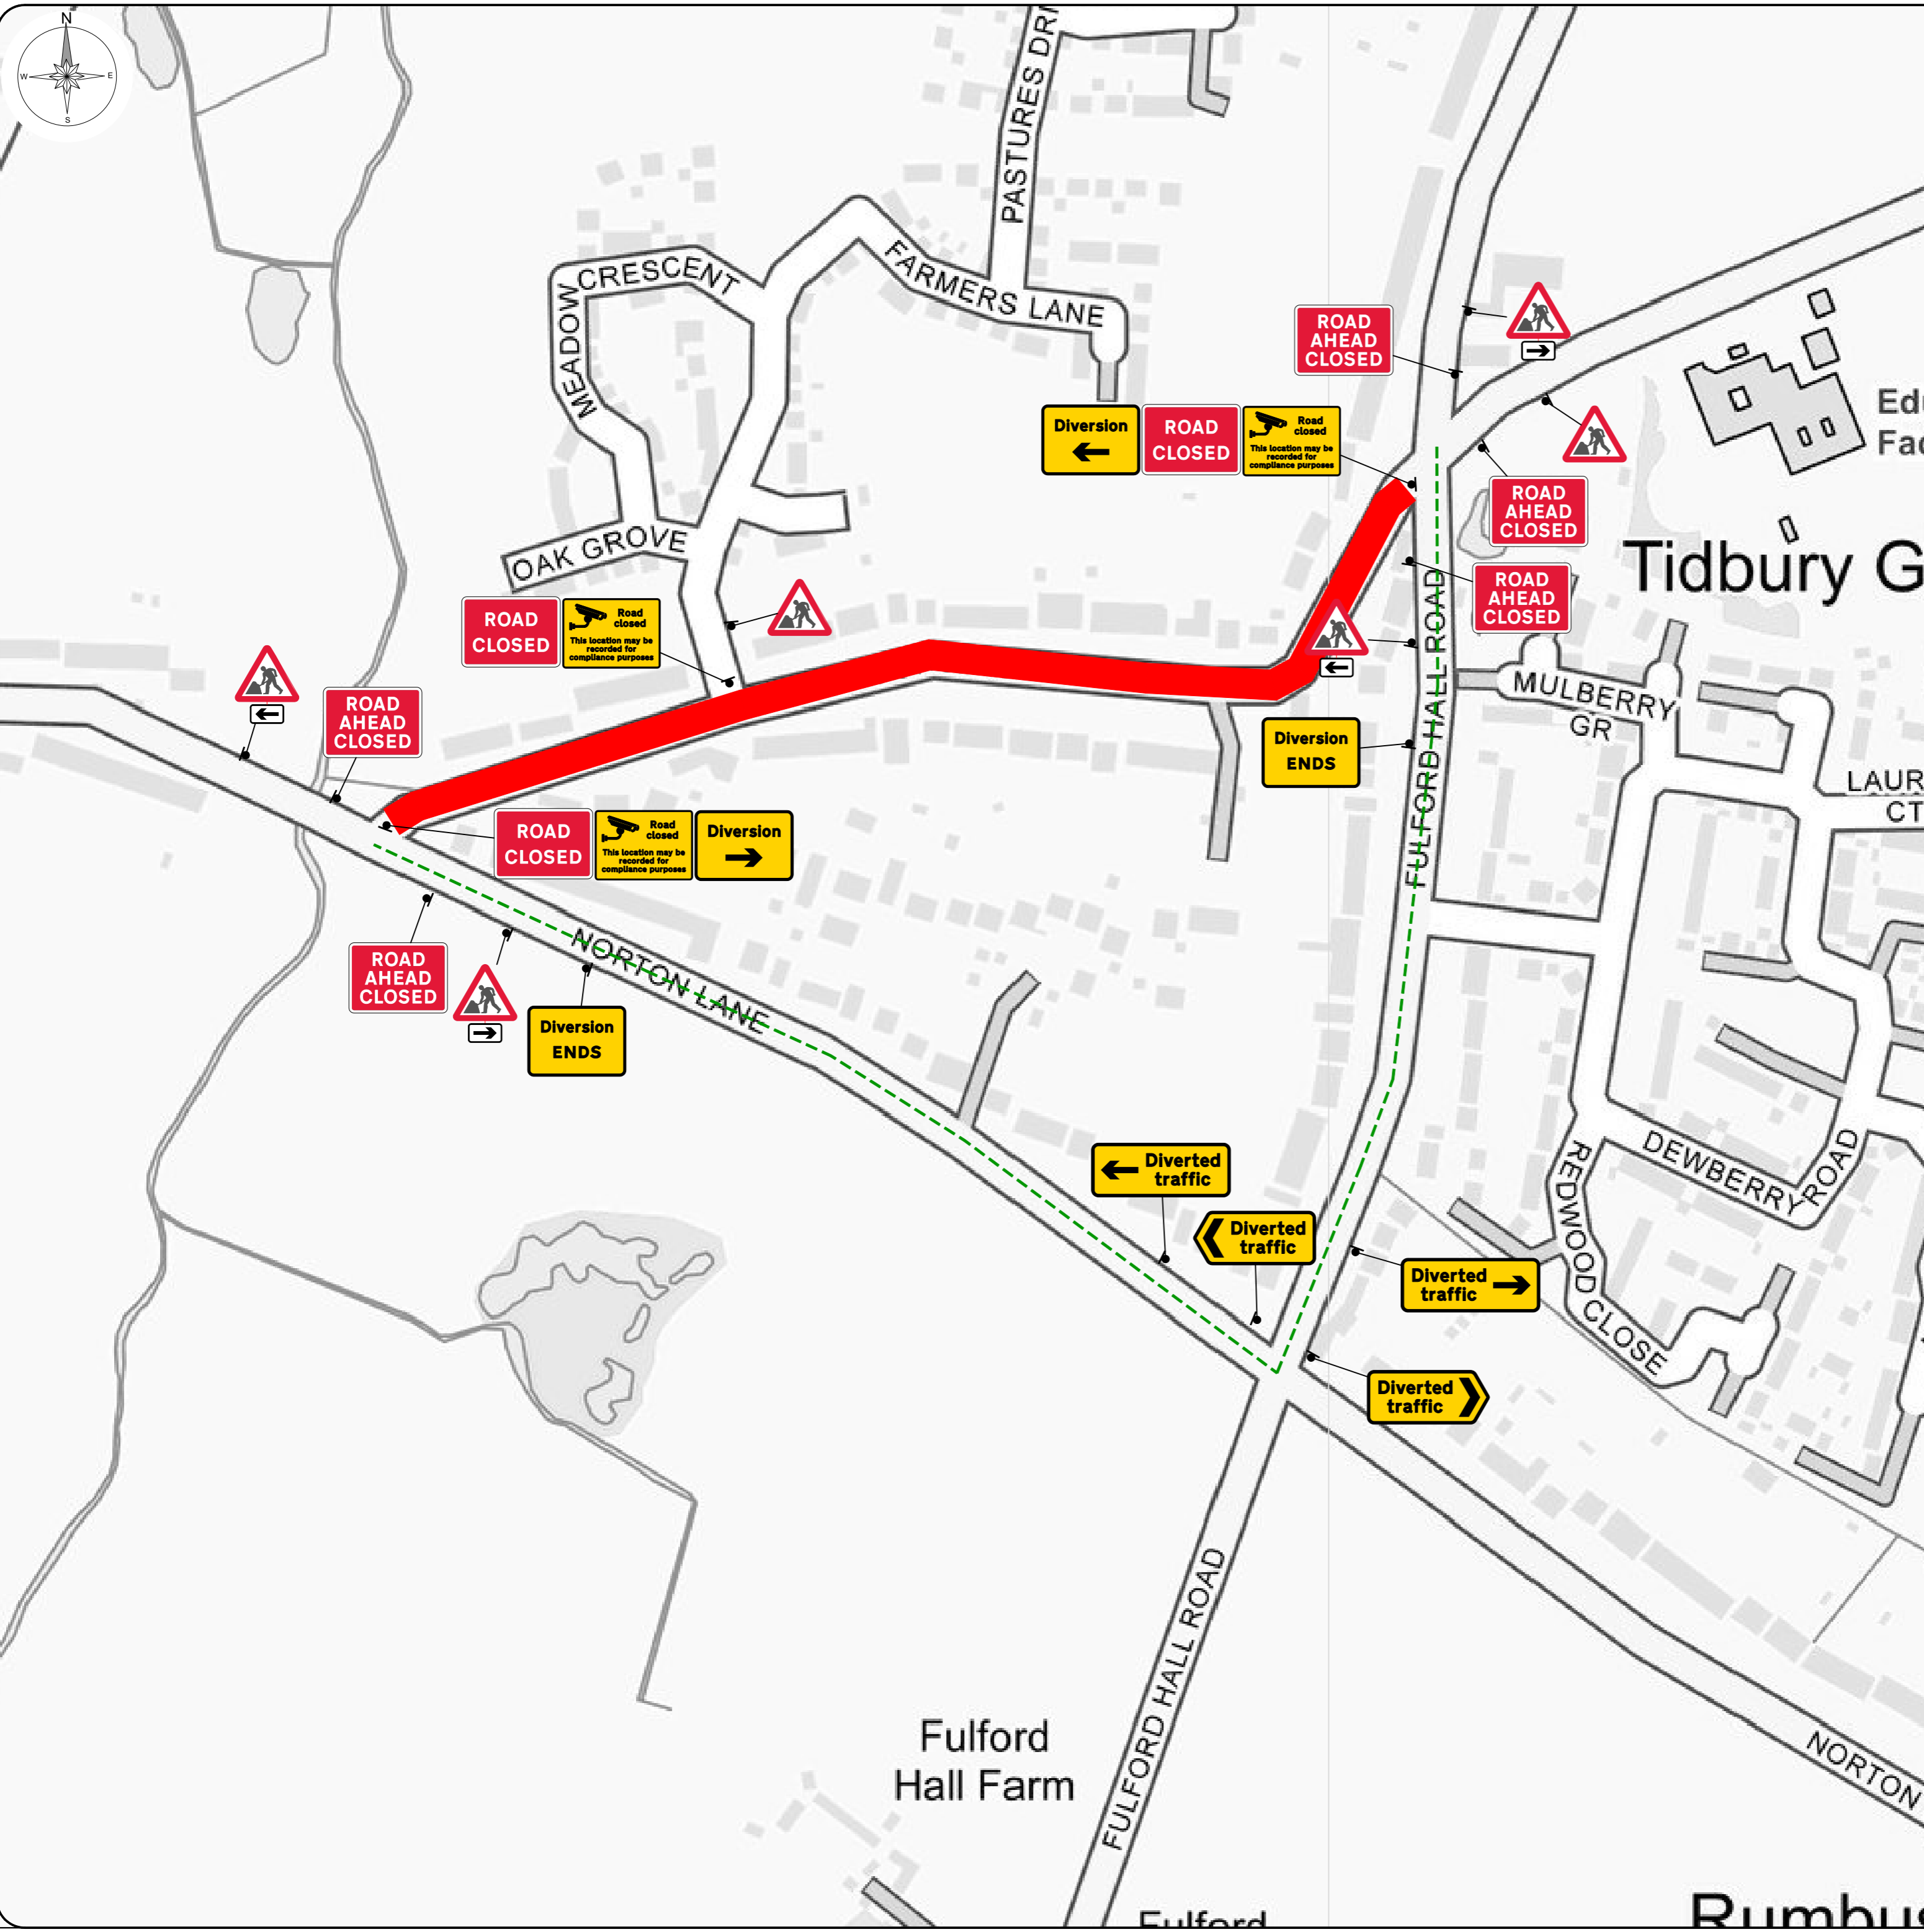 N
W
E
S
PASTURES DRI
CRESCENT
MEADOW
FARMERS LANE
OAK GROVE
ROAD
AHEAD
CLOSED
Diversion
ROAD
CLOSED
Road
closed
This location may be
recorded for
compliance purposes
ROAD
AHEAD
CLOSED
Edu
Fac
Tidbury G
ROAD
AHEAD
CLOSED
ROAD
CLOSED
Road
closed
This location may be
recorded for
compliance purposes
FULFORD HALL ROAD
MULBERRY
GR
LAUR
CT
ROAD
AHEAD
CLOSED
Diversion
ENDS
ROAD
CLOSED
Road
closed
This location may be
recorded for
compliance purposes
Diversion
ROAD
AHEAD
CLOSED
NORTON LANE
Diversion
ENDS
Diverted
traffic
Diverted
traffic
Diverted
traffic
Diverted
traffic
DEWBERRY
ROAD
REDWOOD
CLOSE
FULFORD HALL ROAD
Fulford
Hall Farm
NORTON
Fulford
Rumbus